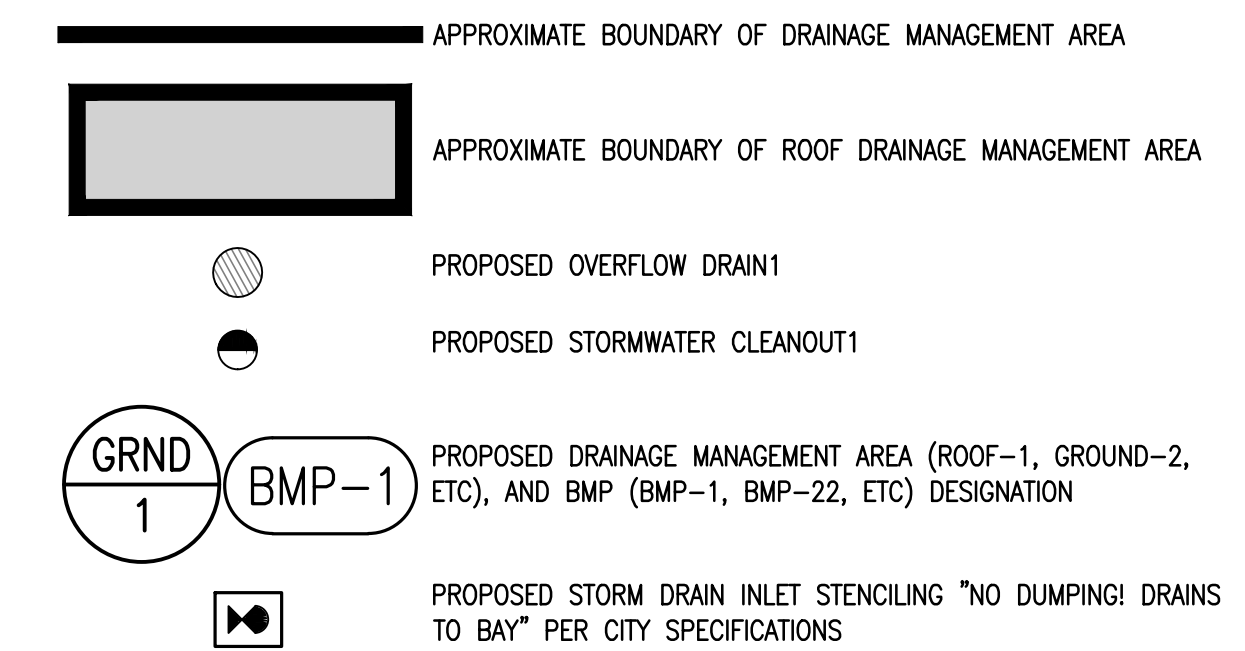 APPROXIMATE BOUNDARY OF DRAINAGE MANAGEMENT AREA
APPROXIMATE BOUNDARY OF ROOF DRAINAGE MANAGEMENT AREA
PROPOSED OVERFLOW DRAIN1
PROPOSED STORMWATER CLEANOUT1
GRND
1
BMP-1
PROPOSED DRAINAGE MANAGEMENT AREA (ROOF-1, GROUND-2,
ETC), AND BMP (BMP-1, BMP-22, ETC) DESIGNATION
PROPOSED STORM DRAIN INLET STENCILING "NO DUMPING! DRAINS
TO BAY" PER CITY SPECIFICATIONS